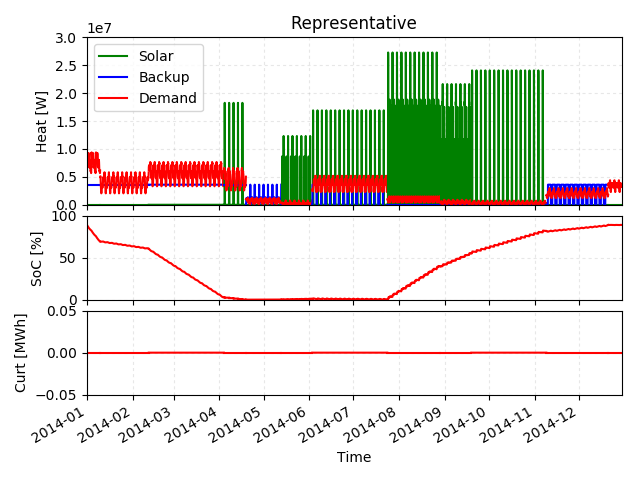 Representative
1e7
3.0
2.5
2.0
1.5
1.0
0.5
0.0
Heat [W]
Solar
Backup
Demand
100
50
0
SoC [%]
0.05
0.00
−0.05
Curt [MWh]
2014-01
2014-02
2014-03
2014-04
2014-05
2014-06
2014-07
2014-08
2014-09
2014-10
2014-11
2014-12
Time